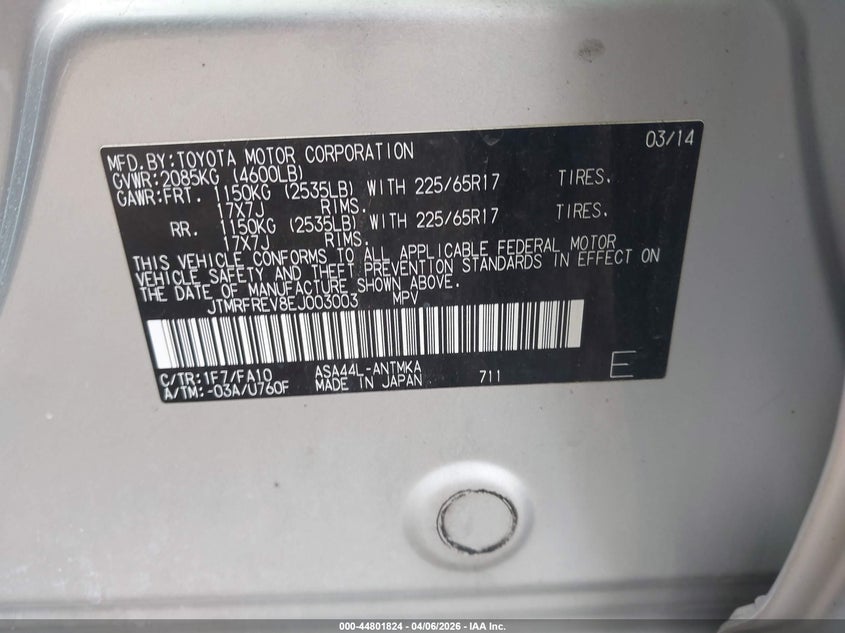 MFD.BY:TOYOTA MOTOR CORPORATION 03/14
GVWR:2085KG (4600LB)
GAWR:FRT. 1150KG (2535LB) WITH 225/65R17 TIRES.
17X7J RIMS.
RR. 1150KG (2535LB) WITH 225/65R17 TIRES.
17X7J RIMS.
THIS VEHICLE CONFORMS TO ALL APPLICABLE FEDERAL MOTOR
VEHICLE SAFETY AND THEFT PREVENTION STANDARDS IN EFFECT ON
THE DATE OF MANUFACTURE SHOWN ABOVE.
JTMRFREV8EJ003003 MPV
C/TR:1F7/FA10 ASA44L-ANTMKA
A/TM:-03A/U760F MADE IN JAPAN 711 E
000-44801824 | 04/06/2026 - IAA Inc.